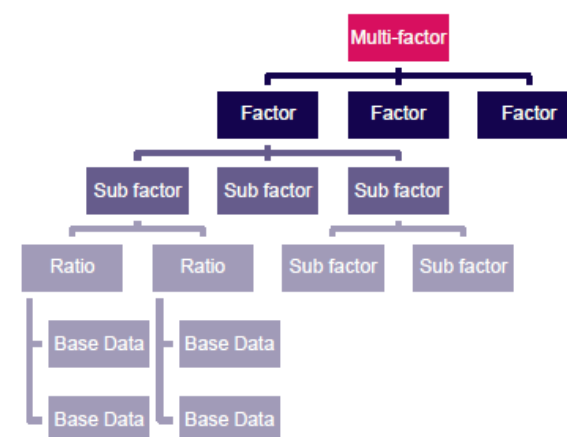 Multi-factor
Factor Factor Factor
Sub factor Sub factor Sub factor
Ratio Ratio Sub factor Sub factor
Base Data Base Data
Base Data Base Data